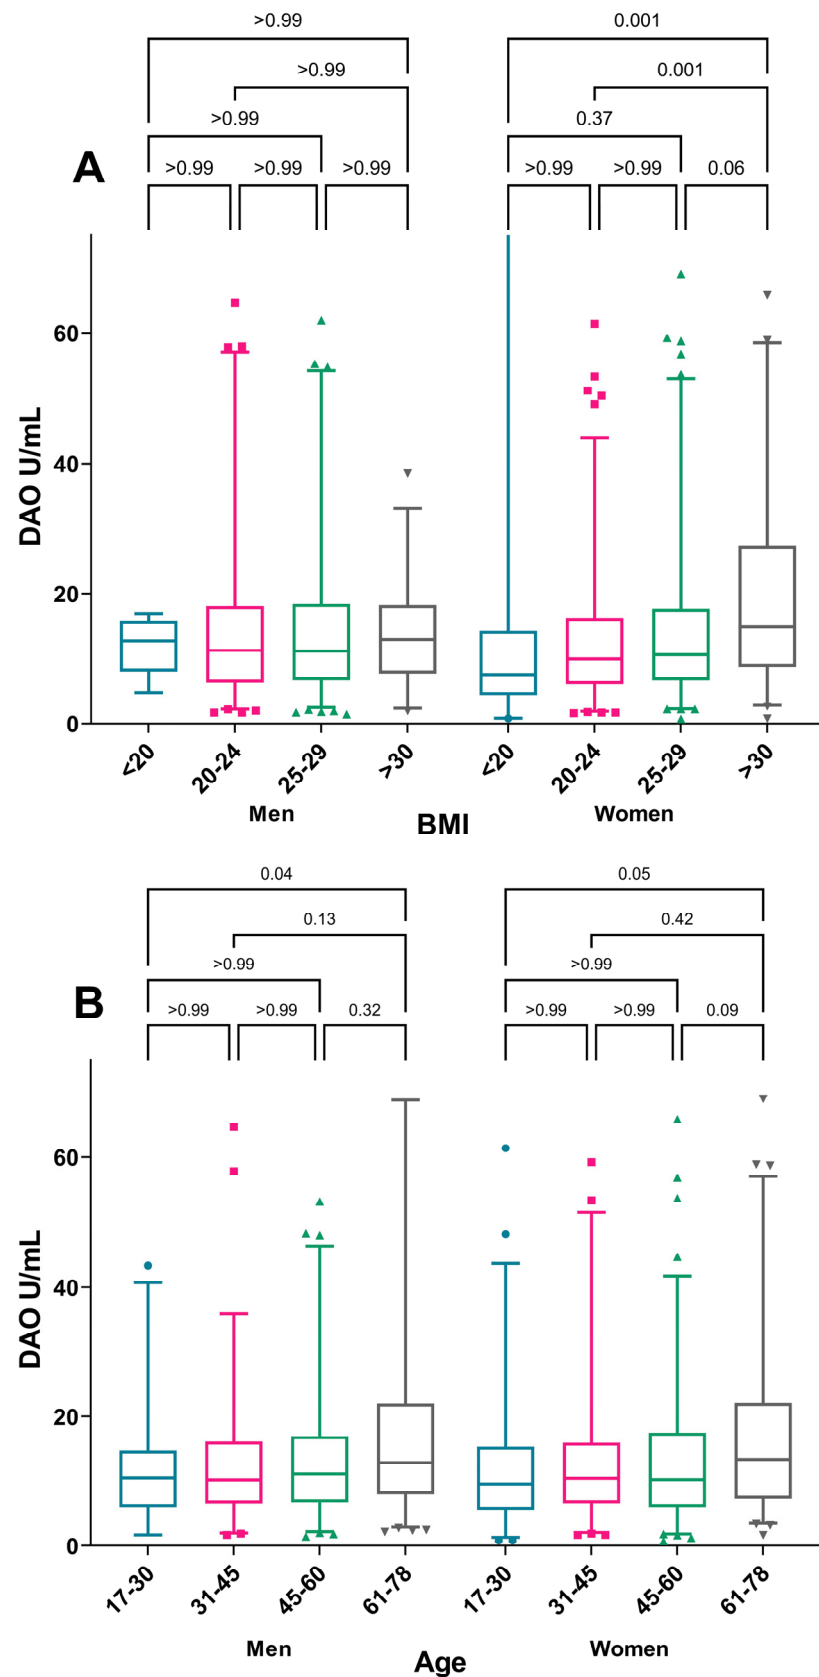 >0.99 0.001
>0.99 0.001
>0.99 0.37
A >0.99 >0.99 >0.99 >0.99 >0.99 0.06
DAO U/mL
60
40
20
0
<20 20-24 25-29 >30 <20 20-24 25-29 >30
Men Women
BMI
0.04 0.05
0.13 0.42
>0.99 >0.99
B >0.99 >0.99 0.32 >0.99 >0.99 0.09
DAO U/mL
60
40
20
0
17-30 31-45 45-60 61-78 17-30 31-45 45-60 61-78
Men Women
Age